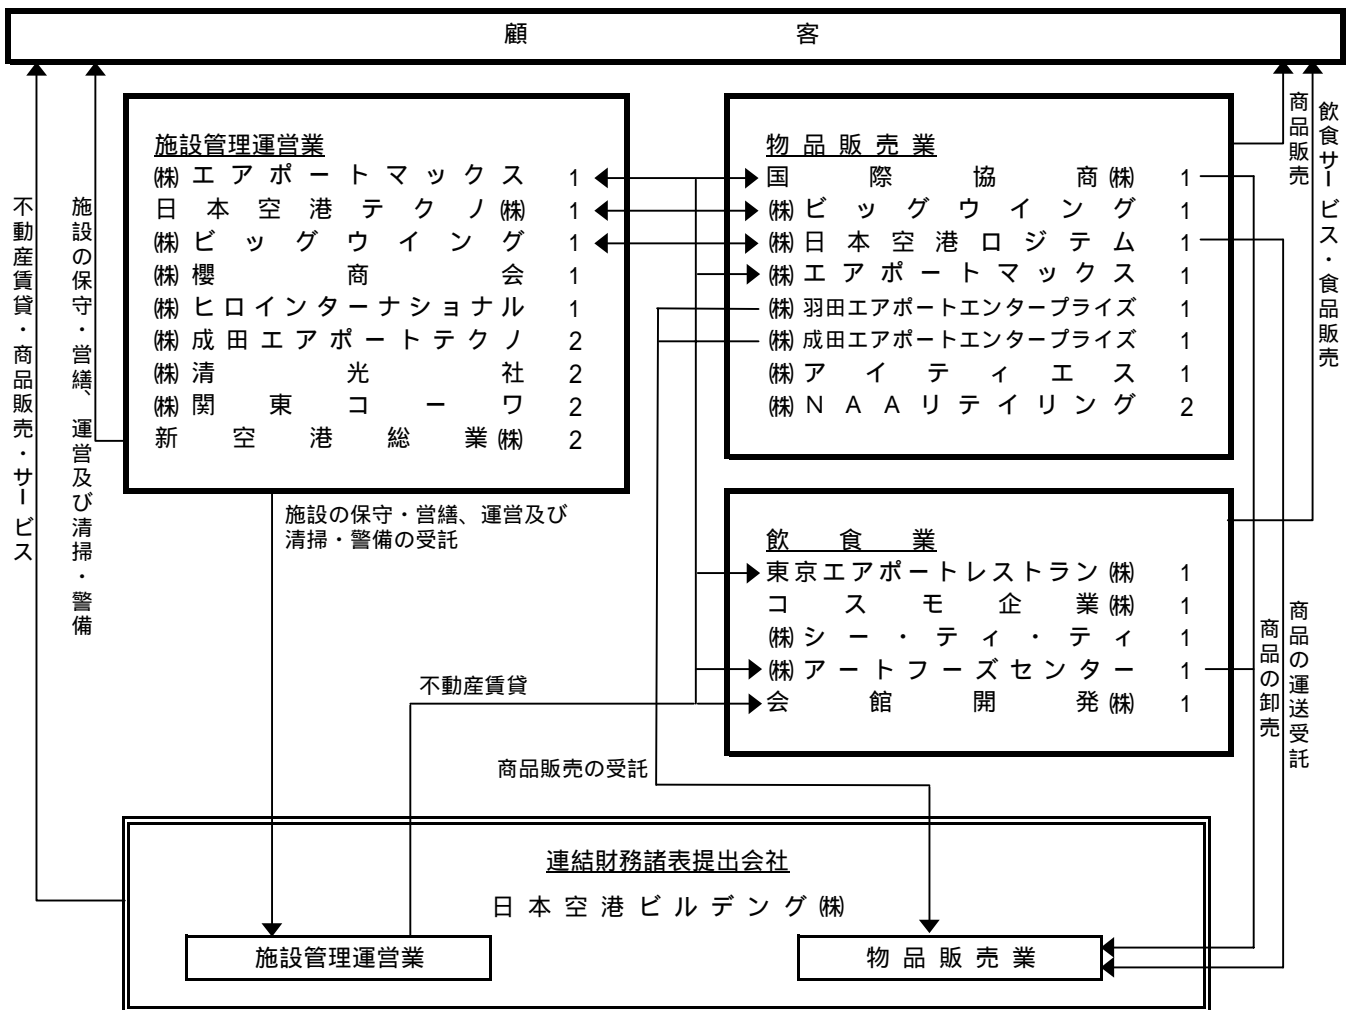 顧客
不動産賃貸・商品販売・サービス
施設の保守・営繕、運営及び清掃・警備
施設管理運営業
㈱エアポートマックス 1
日本空港テクノ㈱ 1
㈱ビッグウイング 1
㈱櫻商会 1
㈱ヒロインターナショナル 1
㈱成田エアポートテクノ 2
㈱清光社 2
㈱関東コーワ 2
新空港総業㈱ 2
物品販売業
国際協商㈱ 1
㈱ビッグウイング 1
㈱日本空港ロジテム 1
㈱エアポートマックス 1
㈱羽田エアポートエンタープライズ 1
㈱成田エアポートエンタープライズ 1
㈱アイティエス 1
㈱NAAリテイリング 2
商品販売
飲食サービス・食品販売
施設の保守・営繕、運営及び
清掃・警備の受託
飲食業
東京エアポートレストラン㈱ 1
コスモ企業㈱ 1
㈱シー・ティ・ティ 1
㈱アートフーズセンター 1
会館開発㈱ 1
商品の卸売
商品の運送受託
不動産賃貸
商品販売の受託
連結財務諸表提出会社
日本空港ビルデング㈱
施設管理運営業
物品販売業